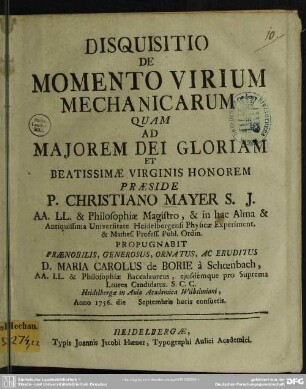 DISQUISITIO
DE
MOMENTO VIRIUM
MECHANICARUM
QUAM
AD
MAJOREM DEI GLORIAM
ET
BEATISSIMÆ VIRGINIS HONOREM
PRÆSIDE
P. CHRISTIANO MAYER S. J.
AA. LL. & Philosophiæ Magistro, & in hac Alma &
Antiquissima Universitate Heidelbergensi Physicæ Experiment.
& Mathes. Profess. Publ. Ordin.
PROPUGNABIT
PRÆNOBILIS, GENEROSUS, ORNATUS, AC ERUDITUS
D. MARIA CAROLUS de BORIE à Schœnbach,
AA. LL. & Philosophiæ Baccalaureus, ejusdemque pro Suprema
Laurea Candidatus. S. C. C.
Heidelbergæ in Aula Academica Wilhelmiana,
Anno 1756. die Septembris horis consuetis.
HEIDELBERGÆ,
Typis Joannis Jacobi Hæner, Typographi Aulici Academici.